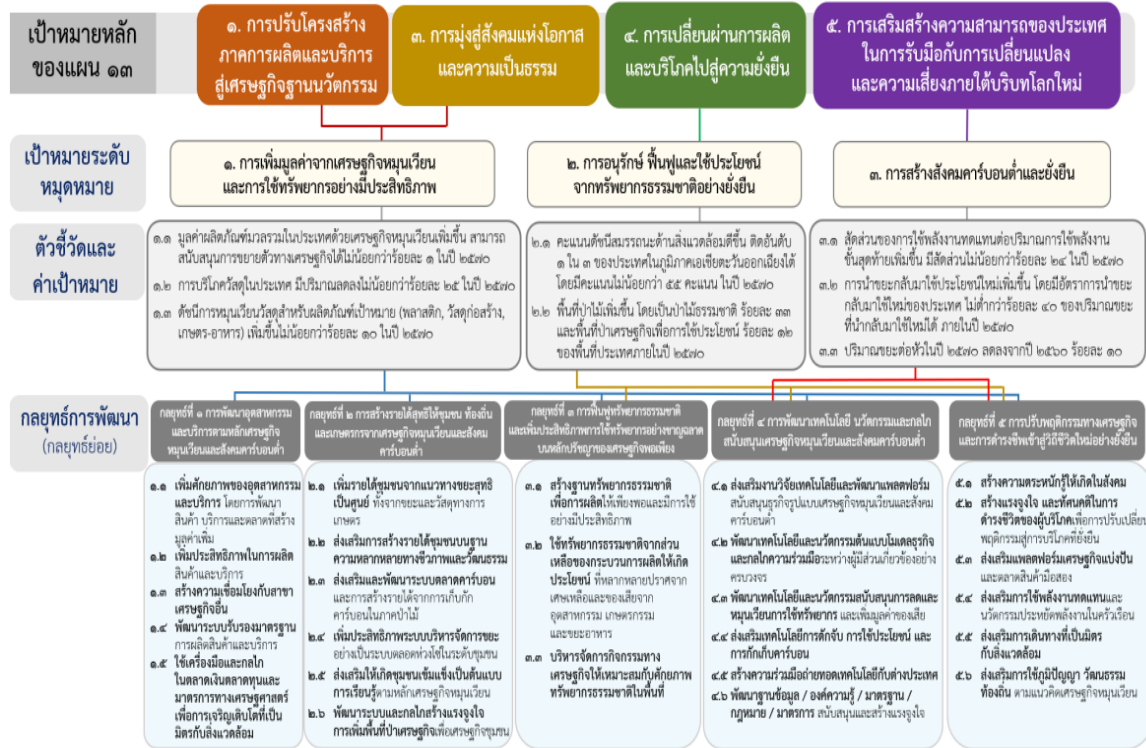 เป้าหมายหลัก
ของแผน ๑๓
๑. การปรับโครงสร้าง
ภาคการผลิตและบริการ
สู่เศรษฐกิจฐานนวัตกรรม
๓. การมุ่งสู่สังคมแห่งโอกาส
และความเป็นธรรม
๔. การเปลี่ยนผ่านการผลิต
และบริโภคไปสู่ความยั่งยืน
๕. การเสริมสร้างความสามารถของประเทศ
ในการรับมือกับการเปลี่ยนแปลง
และความเสี่ยงภายใต้บริบทโลกใหม่
เป้าหมายระดับ
หมุดหมาย
๑. การเพิ่มมูลค่าจากเศรษฐกิจหมุนเวียน
และการใช้ทรัพยากรอย่างมีประสิทธิภาพ
๒. การอนุรักษ์ ฟื้นฟูและใช้ประโยชน์
จากทรัพยากรธรรมชาติอย่างยั่งยืน
๓. การสร้างสังคมคาร์บอนต่ำและยั่งยืน
ตัวชี้วัดและ
ค่าเป้าหมาย
๑.๑ มูลค่าผลิตภัณฑ์มวลรวมในประเทศด้วยเศรษฐกิจหมุนเวียนเพิ่มขึ้น สามารถ
สนับสนุนการขยายตัวทางเศรษฐกิจได้ไม่น้อยกว่าร้อยละ ๑ ในปี ๒๕๗๐
๑.๒ การบริโภควัสดุในประเทศ มีปริมาณลดลงไม่น้อยกว่าร้อยละ ๒๕ ในปี ๒๕๗๐
๑.๓ ดัชนีการหมุนเวียนวัสดุสำหรับผลิตภัณฑ์เป้าหมาย (พลาสติก, วัสดุก่อสร้าง,
เกษตร-อาหาร) เพิ่มขึ้นไม่น้อยกว่าร้อยละ ๑๐ ในปี ๒๕๗๐
๒.๑ คะแนนดัชนีสมรรถนะด้านสิ่งแวดล้อมดีขึ้น ติดอันดับ
๑ ใน ๓ ของประเทศในภูมิภาคเอเชียตะวันออกเฉียงใต้
โดยมีคะแนนไม่น้อยกว่า ๕๕ คะแนน ในปี ๒๕๗๐
๒.๒ พื้นที่ป่าไม้เพิ่มขึ้น โดยเป็นป่าไม้ธรรมชาติ ร้อยละ ๓๓
และพื้นที่ป่าเศรษฐกิจเพื่อการใช้ประโยชน์ ร้อยละ ๑๒
ของพื้นที่ประเทศภายในปี ๒๕๗๐
๓.๑ สัดส่วนของการใช้พลังงานทดแทนต่อปริมาณการใช้พลังงาน
ขั้นสุดท้ายเพิ่มขึ้น มีสัดส่วนไม่น้อยกว่าร้อยละ ๒๔ ในปี ๒๕๗๐
๓.๒ การนำขยะกลับมาใช้ประโยชน์ใหม่เพิ่มขึ้น โดยมีอัตราการนำขยะ
กลับมาใช้ใหม่ของประเทศ ไม่ต่ำกว่าร้อยละ ๔๐ ของปริมาณขยะ
ที่นำกลับมาใช้ใหม่ได้ ภายในปี ๒๕๗๐
๓.๓ ปริมาณขยะต่อหัวในปี ๒๕๗๐ ลดลงจากปี ๒๕๖๐ ร้อยละ ๑๐
กลยุทธ์การพัฒนา
(กลยุทธ์ย่อย)
กลยุทธ์ที่ ๑ การพัฒนาอุตสาหกรรม
และบริการตามหลักเศรษฐกิจ
หมุนเวียนและสังคมคาร์บอนต่ำ
๑.๑ เพิ่มศักยภาพของอุตสาหกรรม
และบริการ โดยการพัฒนา
สินค้า บริการและตลาดที่สร้าง
มูลค่าเพิ่ม
๑.๒ เพิ่มประสิทธิภาพในการผลิต
สินค้าและบริการ
๑.๓ สร้างความเชื่อมโยงกับสาขา
เศรษฐกิจอื่น
๑.๔ พัฒนาระบบรับรองมาตรฐาน
การผลิตสินค้าและบริการ
๑.๕ ใช้เครื่องมือและกลไก
ในตลาดเงินตลาดทุนและ
มาตรการทางเศรษฐศาสตร์
เพื่อการเจริญเติบโตที่เป็น
มิตรกับสิ่งแวดล้อม
กลยุทธ์ที่ ๒ การสร้างรายได้สุทธิให้ชุมชน ท้องถิ่น
และเกษตรกรจากเศรษฐกิจหมุนเวียนและสังคม
คาร์บอนต่ำ
๒.๑ เพิ่มรายได้ชุมชนจากแนวทางขยะสุทธิ
เป็นศูนย์ ทั้งจากขยะและวัสดุทางการ
เกษตร
๒.๒ ส่งเสริมการสร้างรายได้ชุมชนบนฐาน
ความหลากหลายทางชีวภาพและวัฒนธรรม
๒.๓ ส่งเสริมและพัฒนาระบบตลาดคาร์บอน
และการสร้างรายได้จากการเก็บกัก
คาร์บอนในภาคป่าไม้
๒.๔ เพิ่มประสิทธิภาพระบบบริหารจัดการขยะ
อย่างเป็นระบบตลอดห่วงโซ่ในระดับชุมชน
๒.๕ ส่งเสริมให้เกิดชุมชนเข้มแข็งเป็นต้นแบบ
การเรียนรู้ตามหลักเศรษฐกิจหมุนเวียน
๒.๖ พัฒนาระบบและกลไกสร้างแรงจูงใจ
การเพิ่มพื้นที่ป่าเศรษฐกิจเพื่อเศรษฐกิจชุมชน
กลยุทธ์ที่ ๓ การฟื้นฟูทรัพยากรธรรมชาติ
และเพิ่มประสิทธิภาพการใช้ทรัพยากรอย่างชาญฉลาด
บนหลักปรัชญาของเศรษฐกิจพอเพียง
๓.๑ สร้างฐานทรัพยากรธรรมชาติ
เพื่อการผลิตให้เพียงพอและมีการใช้
อย่างมีประสิทธิภาพ
๓.๒ ใช้ทรัพยากรธรรมชาติจากส่วน
เหลือของกระบวนการผลิตให้เกิด
ประโยชน์ ที่หลากหลายปราศจาก
เศษเหลือและของเสียจาก
อุตสาหกรรม เกษตรกรรม
และขยะอาหาร
๓.๓ บริหารจัดการกิจกรรมทาง
เศรษฐกิจให้เหมาะสมกับศักยภาพ
ทรัพยากรธรรมชาติในพื้นที่
กลยุทธ์ที่ ๔ การพัฒนาเทคโนโลยี นวัตกรรมและกลไก
สนับสนุนเศรษฐกิจหมุนเวียนและสังคมคาร์บอนต่ำ
๔.๑ ส่งเสริมงานวิจัยเทคโนโลยีและพัฒนาแพลตฟอร์ม
สนับสนุนธุรกิจรูปแบบเศรษฐกิจหมุนเวียนและสังคม
คาร์บอนต่ำ
๔.๒ พัฒนาเทคโนโลยีและนวัตกรรมต้นแบบโมเดลธุรกิจ
และกลไกความร่วมมือระหว่างผู้มีส่วนเกี่ยวข้องอย่าง
ครบวงจร
๔.๓ พัฒนาเทคโนโลยีและนวัตกรรมสนับสนุนการลดและ
หมุนเวียนการใช้ทรัพยากร และเพิ่มมูลค่าของเสีย
๔.๔ ส่งเสริมเทคโนโลยีการดักจับ การใช้ประโยชน์ และ
การกักเก็บคาร์บอน
๔.๕ สร้างความร่วมมือถ่ายทอดเทคโนโลยีกับต่างประเทศ
๔.๖ พัฒนาฐานข้อมูล / องค์ความรู้ / มาตรฐาน /
กฎหมาย / มาตรการ สนับสนุนและสร้างแรงจูงใจ
กลยุทธ์ที่ ๕ การปรับพฤติกรรมทางเศรษฐกิจ
และการดำรงชีพเข้าสู่วิถีชีวิตใหม่อย่างยั่งยืน
๕.๑ สร้างความตระหนักรู้ให้เกิดในสังคม
๕.๒ สร้างแรงจูงใจ และทัศนคติในการ
ดำรงชีวิตของผู้บริโภคเพื่อการปรับเปลี่ยน
พฤติกรรมสู่การบริโภคที่ยั่งยืน
๕.๓ ส่งเสริมแพลตฟอร์มเศรษฐกิจแบ่งปัน
และตลาดสินค้ามือสอง
๕.๔ ส่งเสริมการใช้พลังงานทดแทนและ
นวัตกรรมประหยัดพลังงานในครัวเรือน
๕.๕ ส่งเสริมการเดินทางที่เป็นมิตร
กับสิ่งแวดล้อม
๕.๖ ส่งเสริมการใช้ภูมิปัญญา วัฒนธรรม
ท้องถิ่น ตามแนวคิดเศรษฐกิจหมุนเวียน